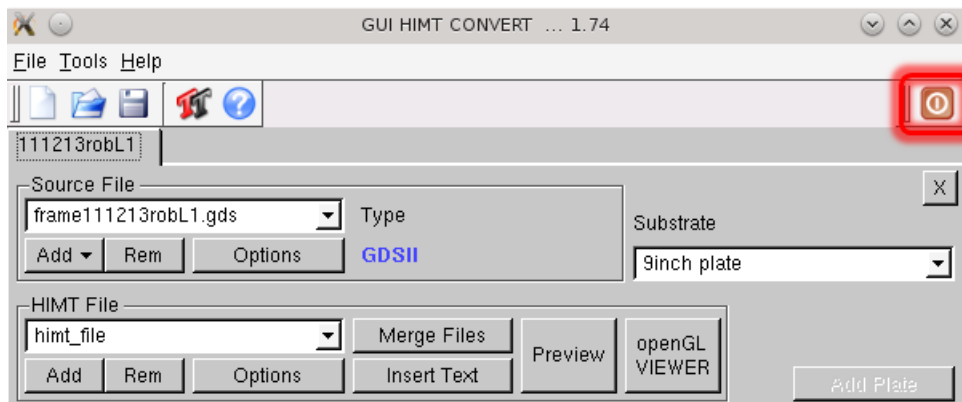 GUI HIMT CONVERT ... 1.74
File Tools Help
111213robL1
Source File
frame111213robL1.gds
Type
Add Rem Options
GDSII
X
Substrate
9inch plate
HIMT File
himt_file
Merge Files
Add Rem Options
Insert Text
Preview
openGL
VIEWER
Add Plate